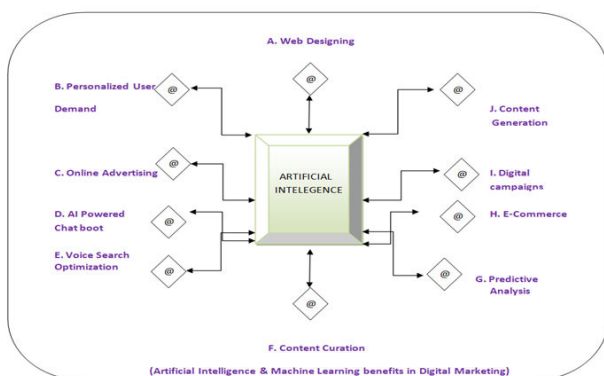 A. Web Designing
@
B. Personalized User
Demand
@
@
J. Content
Generation
C. Online Advertising
@
ARTIFICIAL
INTELEGENCE
@
I. Digital
campaigns
D. AI Powered
Chat boot
@
@
H. E-Commerce
E. Voice Search
Optimization
@
@
G. Predictive
Analysis
@
F. Content Curation
(Artificial Intelligence & Machine Learning benefits in Digital Marketing)